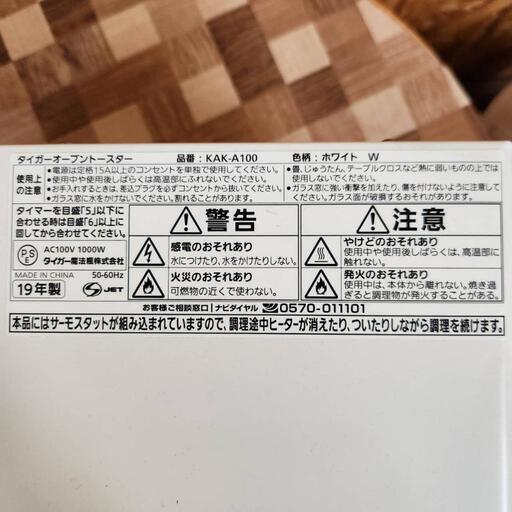 タイガーオーブントースター 品番：KAK-A100 色柄：ホワイト W
使用上の注意
●電源は定格15A以上のコンセントを単独で使用してください。
●使用中や使用後しばらくは高温部にふれないでください。
●お手入れするときは、差込プラグを必ずコンセントから抜いてください。
●使用中ガラス窓に水をかけないでください。割れることがあります。
●畳、じゅうたん、テーブルクロスなど熱に弱いものの上では使用しないでください。
●ガラス窓に強い衝撃を加えたり、傷を付けないようにしてください。ガラス面が破損するおそれがあります。
タイマーを目盛「5」以下に
合わせる時は目盛「6」以上に
回してから合わせてください。
PS
AC100V 1000W
タイガー魔法瓶株式会社
MADE IN CHINA 50-60Hz
19年製
S JET
警告
感電のおそれあり
水につけたり、水をかけたりしない。
火災のおそれあり
可燃物の近くで使わない。
注意
やけどのおそれあり
使用中や使用後しばらくは、高温部に
触れない。
発火のおそれあり
使用中は、本体から離れない。焼き過
ぎると調理物が発火することがある。
お客様ご相談窓口 ナビダイヤル 0570-011101
本品にはサーモスタットが組み込まれていますので、調理途中ヒーターが消えたり、ついたりしながら調理を続けます。